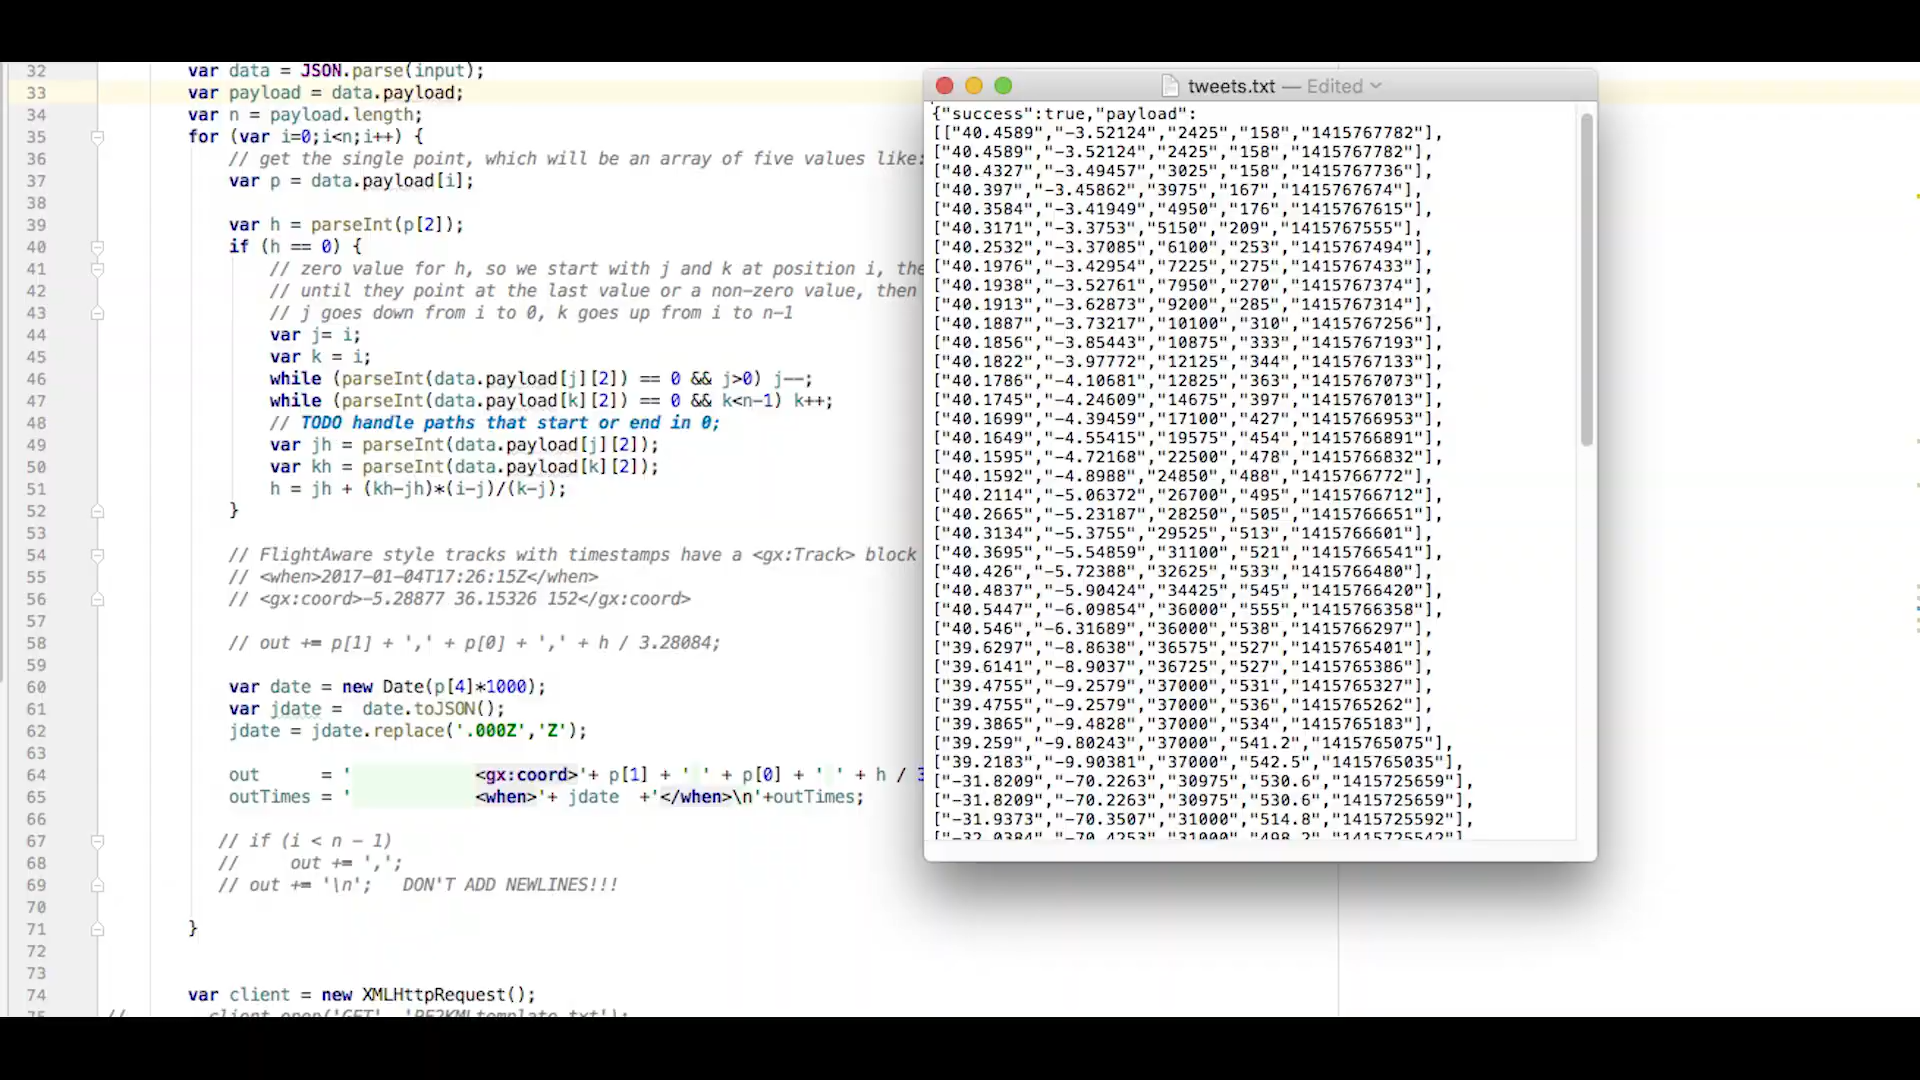 32 var data = JSON.parse(input);
33 var payload = data.payload;
34 var n = payload.length;
35 for (var i=0;i<n;i++) {
36 // get the single point, which will be an array of five values like:
37 var p = data.payload[i];
38
39 var h = parseInt(p[2]);
40 if (h == 0) {
41 // zero value for h, so we start with j and k at position i, the
42 // until they point at the last value or a non-zero value, then
43 // j goes down from i to 0, k goes up from i to n-1
44 var j= i;
45 var k = i;
46 while (parseInt(data.payload[j][2]) == 0 && j>0) j--;
47 while (parseInt(data.payload[k][2]) == 0 && k<n-1) k++;
48 // TODO handle paths that start or end in 0;
49 var jh = parseInt(data.payload[j][2]);
50 var kh = parseInt(data.payload[k][2]);
51 h = jh + (kh-jh)*(i-j)/(k-j);
52 }
53
54 // FlightAware style tracks with timestamps have a <gx:Track> block
55 // <when>2017-01-04T17:26:15Z</when>
56 // <gx:coord>-5.28877 36.15326 152</gx:coord>
57
58 // out += p[1] + ',' + p[0] + ',' + h / 3.28084;
59
60 var date = new Date(p[4]*1000);
61 var jdate = date.toJSON();
62 jdate = jdate.replace('.000Z','Z');
63
64 out = ' <gx:coord>'+ p[1] + ' ' + p[0] + ' ' + h / 3
65 outTimes = ' <when>'+ jdate +'</when>\n'+outTimes;
66
67 // if (i < n - 1)
68 // out += ',';
69 // out += '\n'; DON'T ADD NEWLINES!!!
70
71 }
72
73
74 var client = new XMLHttpRequest();
tweets.txt — Edited
{"success":true,"payload":
[["40.4589","-3.52124","2425","158","1415767782"],
["40.4589","-3.52124","2425","158","1415767782"],
["40.4327","-3.49457","3025","158","1415767736"],
["40.397","-3.45862","3975","167","1415767674"],
["40.3584","-3.41949","4950","176","1415767615"],
["40.3171","-3.3753","5150","209","1415767555"],
["40.2532","-3.37085","6100","253","1415767494"],
["40.1976","-3.42954","7225","275","1415767433"],
["40.1938","-3.52761","7950","270","1415767374"],
["40.1913","-3.62873","9200","285","1415767314"],
["40.1887","-3.73217","10100","310","1415767256"],
["40.1856","-3.85443","10875","333","1415767193"],
["40.1822","-3.97772","12125","344","1415767133"],
["40.1786","-4.10681","12825","363","1415767073"],
["40.1745","-4.24609","14675","397","1415767013"],
["40.1699","-4.39459","17100","427","1415766953"],
["40.1649","-4.55415","19575","454","1415766891"],
["40.1595","-4.72168","22500","478","1415766832"],
["40.1592","-4.8988","24850","488","1415766772"],
["40.2114","-5.06372","26700","495","1415766712"],
["40.2665","-5.23187","28250","505","1415766651"],
["40.3134","-5.3755","29525","513","1415766601"],
["40.3695","-5.54859","31100","521","1415766541"],
["40.426","-5.72388","32625","533","1415766480"],
["40.4837","-5.90424","34425","545","1415766420"],
["40.5447","-6.09854","36000","555","1415766358"],
["40.546","-6.31689","36000","538","1415766297"],
["39.6297","-8.8638","36575","527","1415765401"],
["39.6141","-8.9037","36725","527","1415765386"],
["39.4755","-9.2579","37000","531","1415765327"],
["39.4755","-9.2579","37000","536","1415765262"],
["39.3865","-9.4828","37000","534","1415765183"],
["39.259","-9.80243","37000","541.2","1415765075"],
["39.2183","-9.90381","37000","542.5","1415765035"],
["-31.8209","-70.2263","30975","530.6","1415725659"],
["-31.8209","-70.2263","30975","530.6","1415725659"],
["-31.9373","-70.3507","31000","514.8","1415725592"],
["-32.0384","-70.4253","31000","498.2","1415725542"]